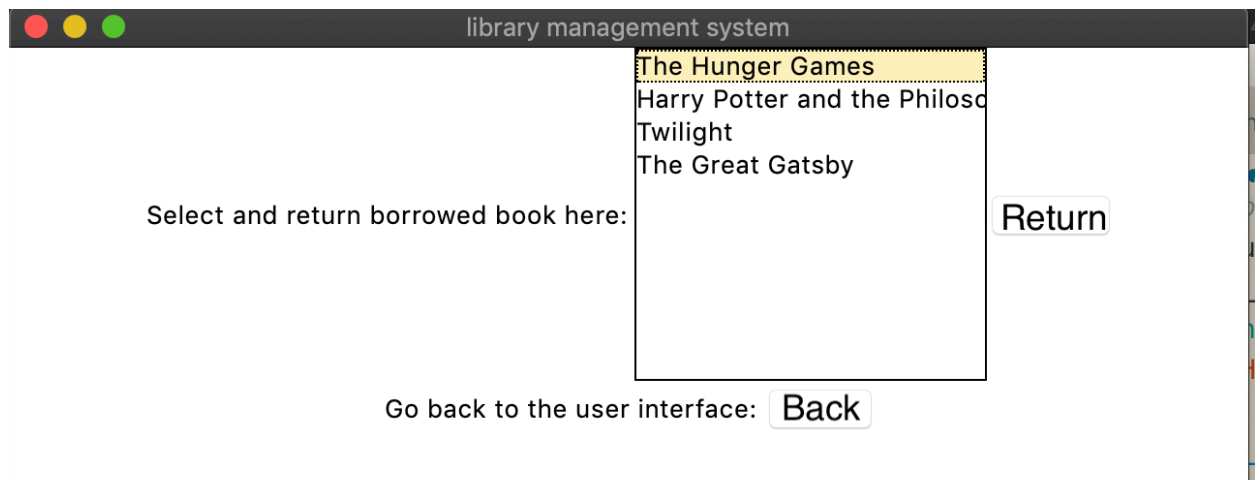 library management system
The Hunger Games
Harry Potter and the Philosc
Twilight
The Great Gatsby
Select and return borrowed book here:
Return
Go back to the user interface:
Back